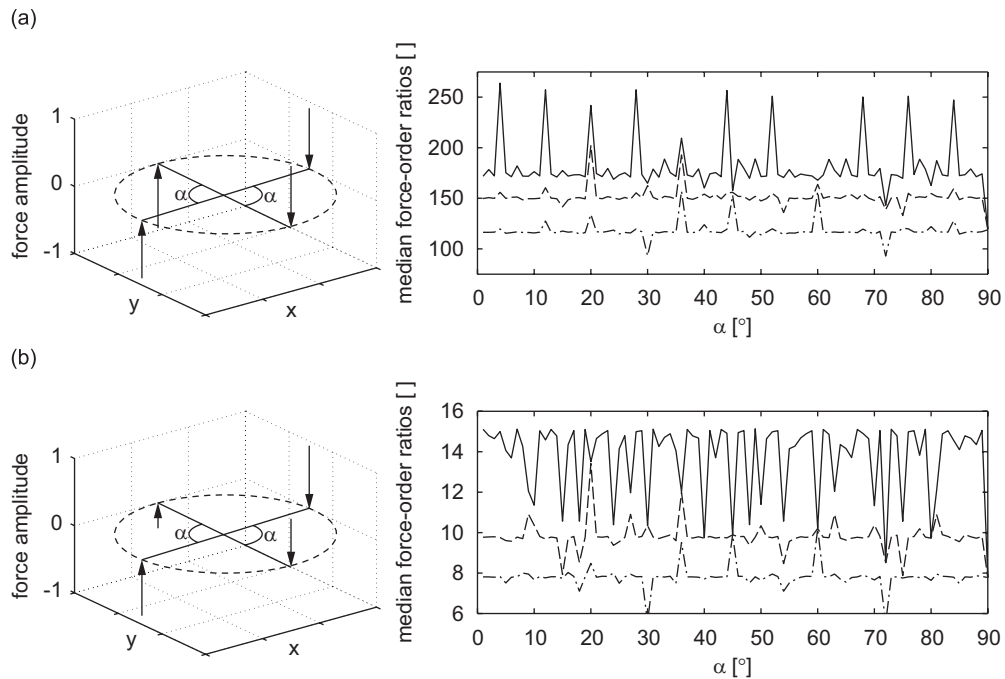 (a)
force amplitude
1
0
-1
α
α
y
x
median force-order ratios [ ]
250
200
150
100
0 10 20 30 40 50 60 70 80 90
α [°]
(b)
force amplitude
1
0
-1
α
α
y
x
median force-order ratios [ ]
16
14
12
10
8
6
0 10 20 30 40 50 60 70 80 90
α [°]